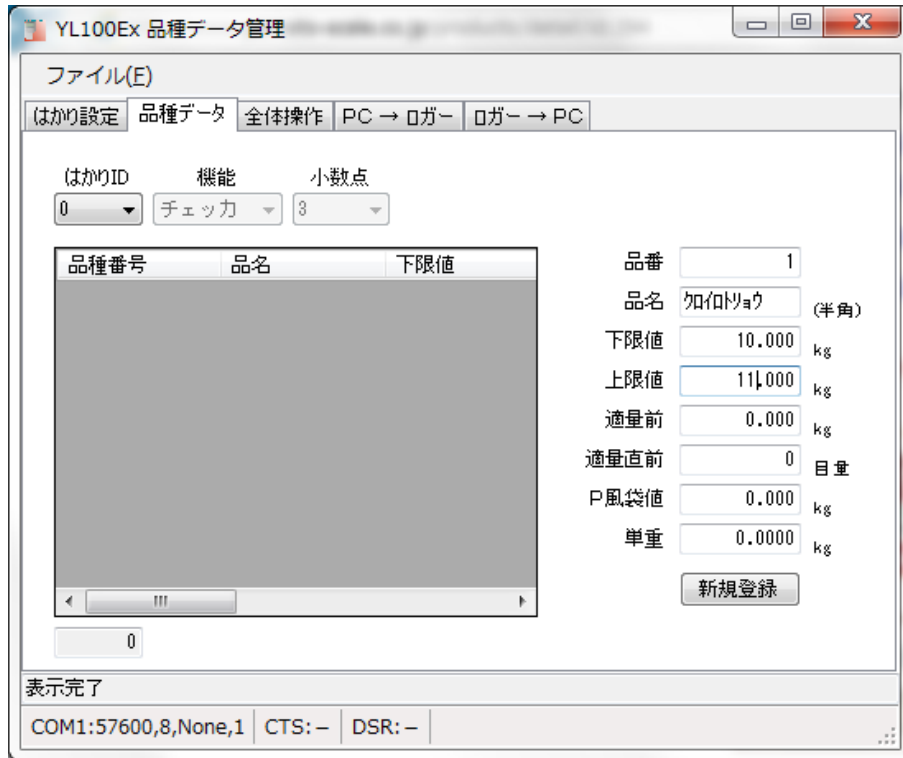 YL100Ex 品種データ管理
ファイル(F)
はかり設定 品種データ 全体操作 PC → ロガー ロガー → PC
はかりID 機能 小数点
0 チェッカ 3
品種番号 品名 下限値
品番 1
品名 ｸﾛｲﾛﾄﾘｮｳ (半角)
下限値 10.000 kg
上限値 11.000 kg
適量前 0.000 kg
適量直前 0 目量
P風袋値 0.000 kg
単重 0.0000 kg
新規登録
0
表示完了
COM1:57600,8,None,1 CTS: – DSR: –